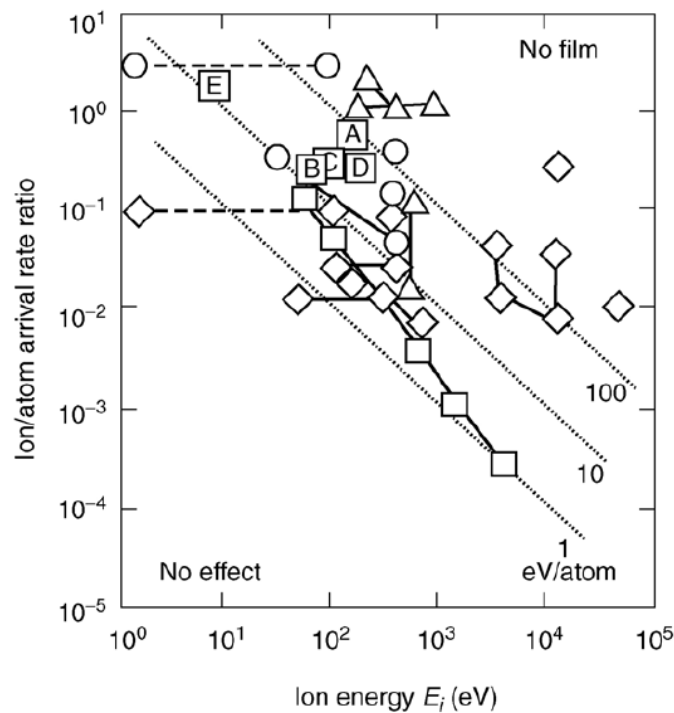 10^1
10^0
10^-1
10^-2
10^-3
10^-4
10^-5
Ion/atom arrival rate ratio
No film
E
A
B
C
D
100
10
1
eV/atom
No effect
10^0
10^1
10^2
10^3
10^4
10^5
Ion energy E_i (eV)